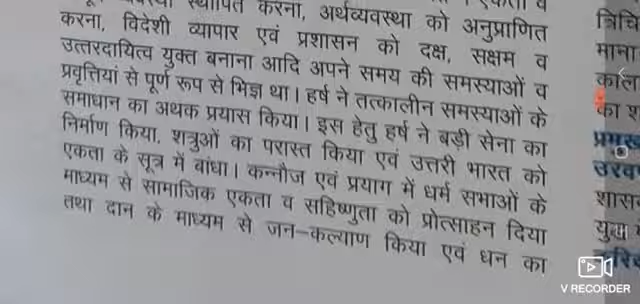 स्थापित करना, अर्थव्यवस्था को अनुप्राणित
करना, विदेशी व्यापार एवं प्रशासन को दक्ष, सक्षम व
उत्तरदायित्व युक्त बनाना आदि अपने समय की समस्याओं व
प्रवृत्तियां से पूर्ण रूप से भिज्ञ था। हर्ष ने तत्कालीन समस्याओं के
समाधान का अथक प्रयास किया। इस हेतु हर्ष ने बड़ी सेना का
निर्माण किया, शत्रुओं का परास्त किया एवं उत्तरी भारत को
एकता के सूत्र में बांधा। कन्नौज एवं प्रयाग में धर्म सभाओं के
माध्यम से सामाजिक एकता व सहिष्णुता को प्रोत्साहन दिया
तथा दान के माध्यम से जन-कल्याण किया एवं धन का
V RECORDER